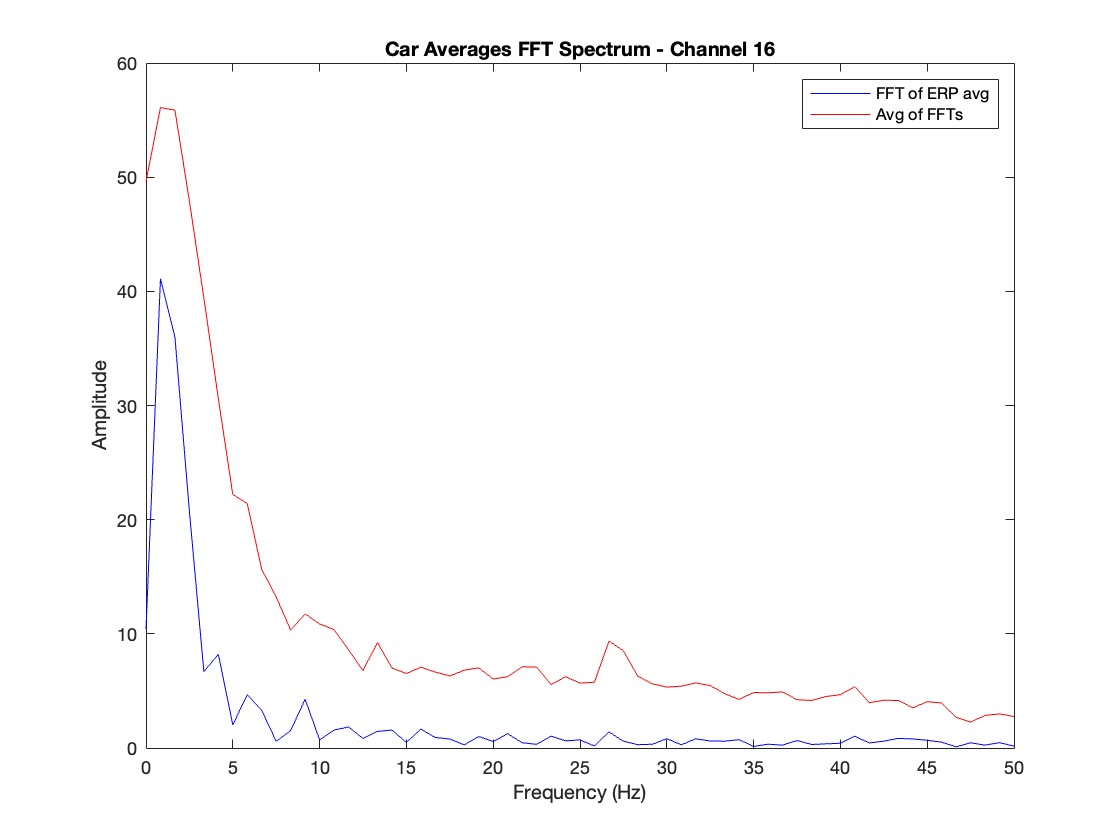 Car Averages FFT Spectrum - Channel 16
FFT of ERP avg
Avg of FFTs
60
50
40
30
20
10
0
Amplitude
0 5 10 15 20 25 30 35 40 45 50
Frequency (Hz)